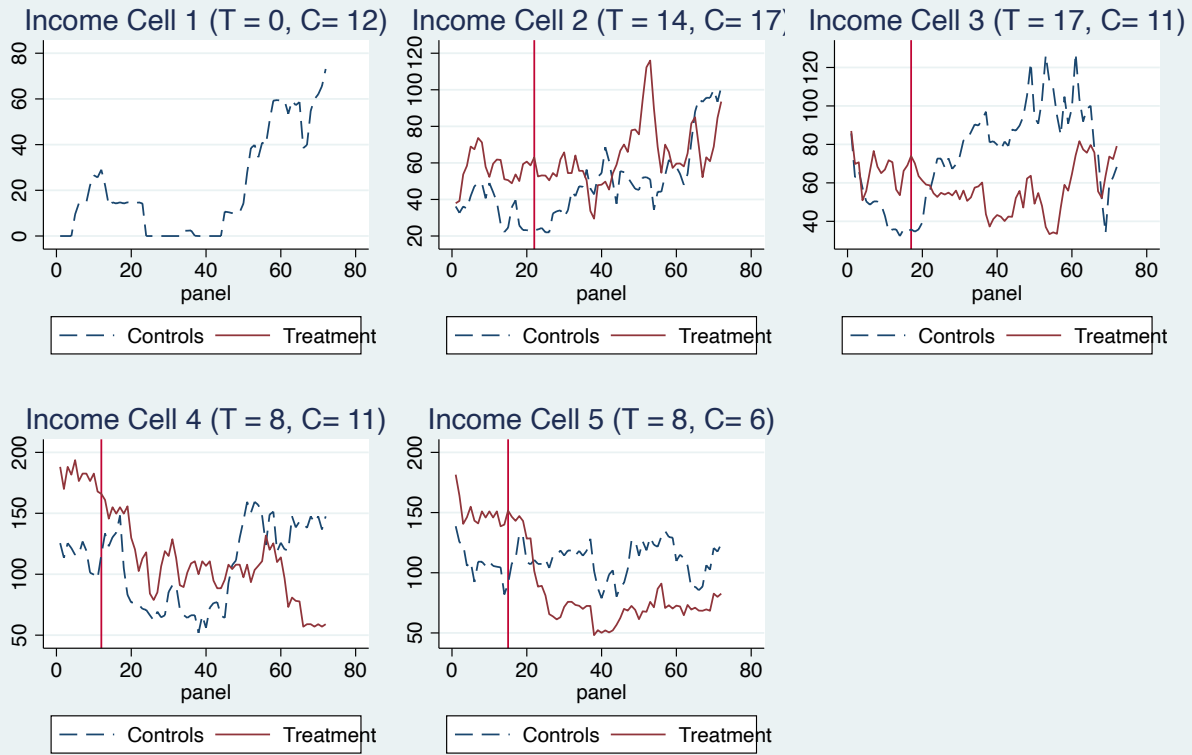 Income Cell 1 (T = 0, C= 12)
80
60
40
20
0
0 20 40 60 80
panel
Controls Treatment
Income Cell 2 (T = 14, C= 17)
120
100
80
60
40
20
0 20 40 60 80
panel
Controls Treatment
Income Cell 3 (T = 17, C= 11)
120
100
80
60
40
0 20 40 60 80
panel
Controls Treatment
Income Cell 4 (T = 8, C= 11)
200
150
100
50
0 20 40 60 80
panel
Controls Treatment
Income Cell 5 (T = 8, C= 6)
200
150
100
50
0 20 40 60 80
panel
Controls Treatment